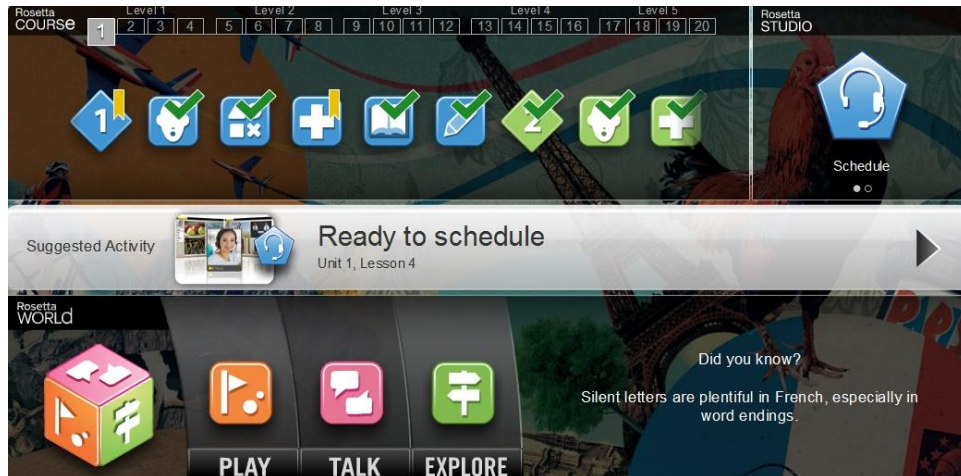 Rosetta
COURSE
Level 1 Level 2 Level 3 Level 4 Level 5
1 2 3 4 5 6 7 8 9 10 11 12 13 14 15 16 17 18 19 20
1 2
Rosetta
STUDIO
Schedule
Suggested Activity
Ready to schedule
Unit 1, Lesson 4
Rosetta
WORLd
PLAY TALK EXPLORE
Did you know?
Silent letters are plentiful in French, especially in
word endings.